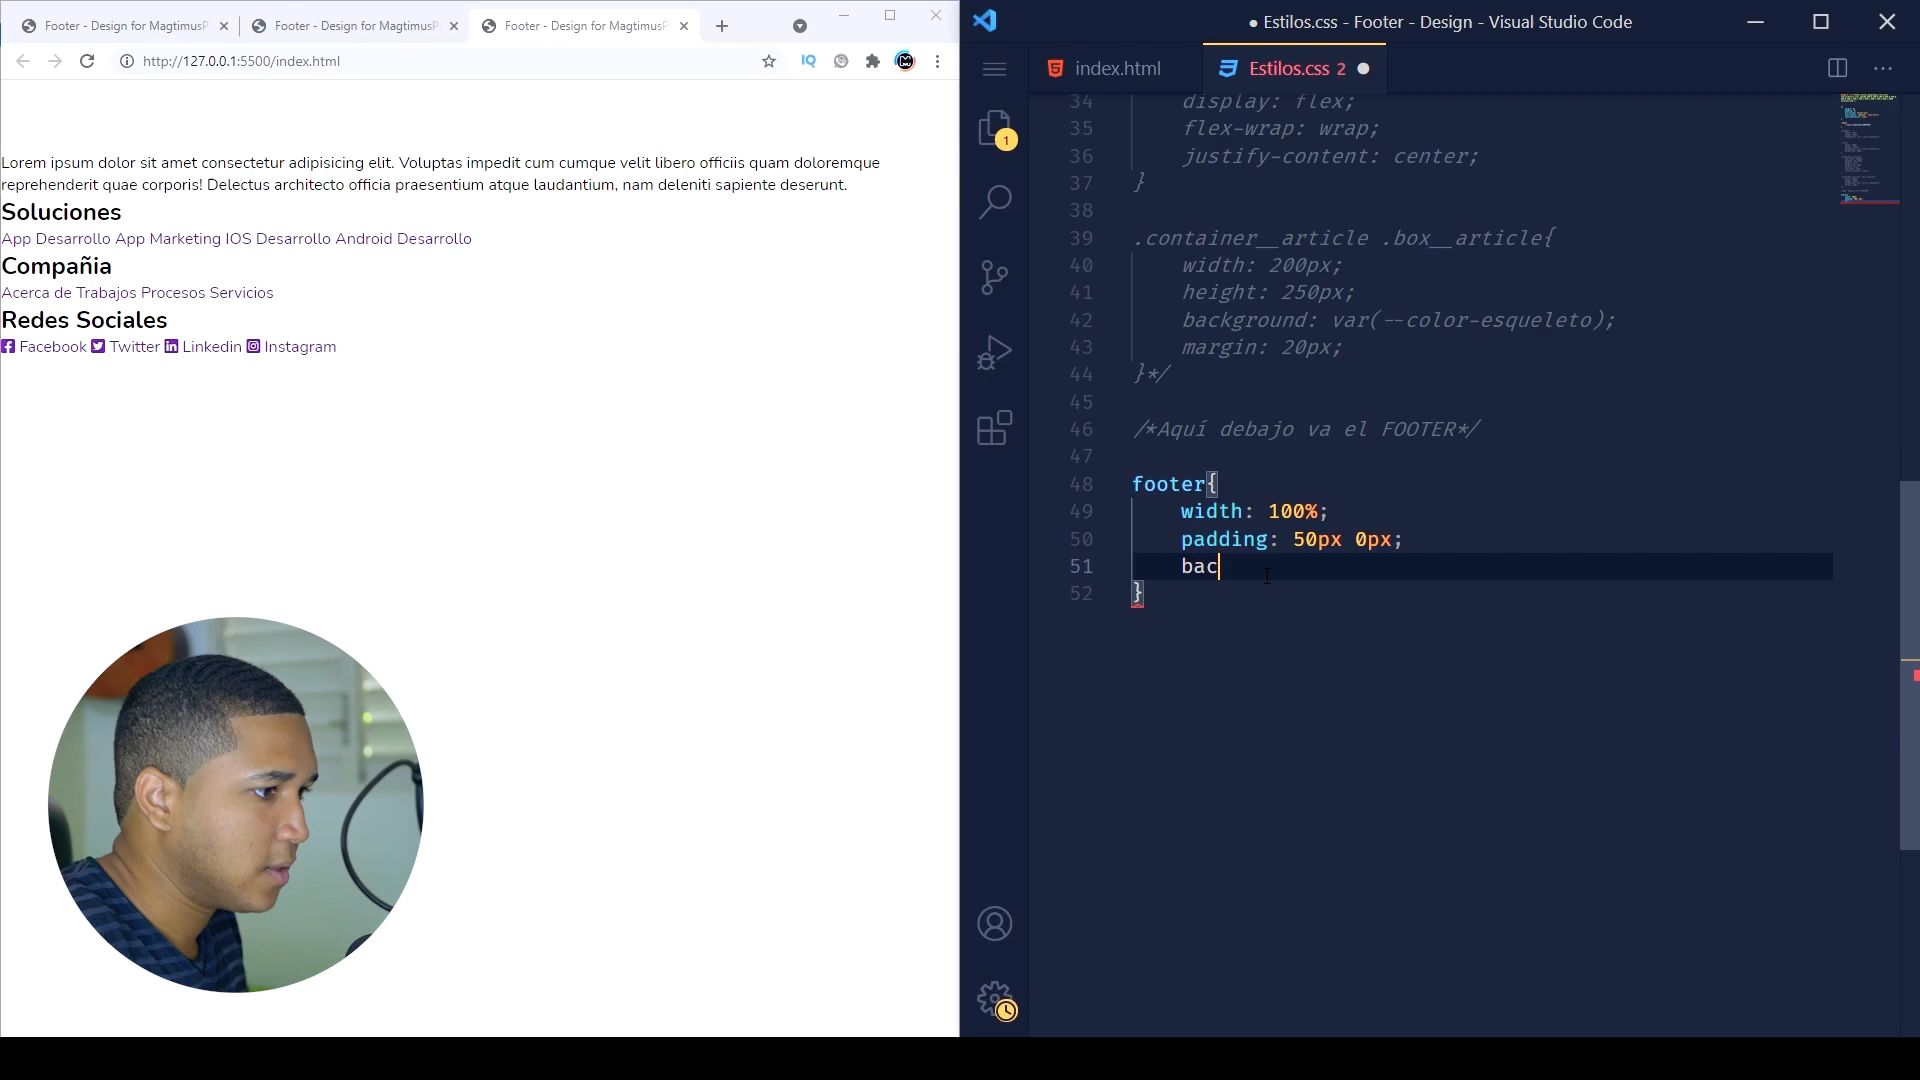 Footer - Design for MagtimusP
Footer - Design for MagtimusP
Footer - Design for MagtimusP
http://127.0.0.1:5500/index.html
IQ
Lorem ipsum dolor sit amet consectetur adipisicing elit. Voluptas impedit cum cumque velit libero officiis quam doloremque
reprehenderit quae corporis! Delectus architecto officia praesentium atque laudantium, nam deleniti sapiente deserunt.
Soluciones
App Desarrollo App Marketing IOS Desarrollo Android Desarrollo
Compañia
Acerca de Trabajos Procesos Servicios
Redes Sociales
Facebook Twitter Linkedin Instagram
● Estilos.css - Footer - Design - Visual Studio Code
index.html
Estilos.css 2
1
34 display: flex;
35 flex-wrap: wrap;
36 justify-content: center;
37 }
38
39 .container__article .box__article{
40 width: 200px;
41 height: 250px;
42 background: var(--color-esqueleto);
43 margin: 20px;
44 }*/
45
46 /*Aquí debajo va el FOOTER*/
47
48 footer{
49 width: 100%;
50 padding: 50px 0px;
51 bac
52 }